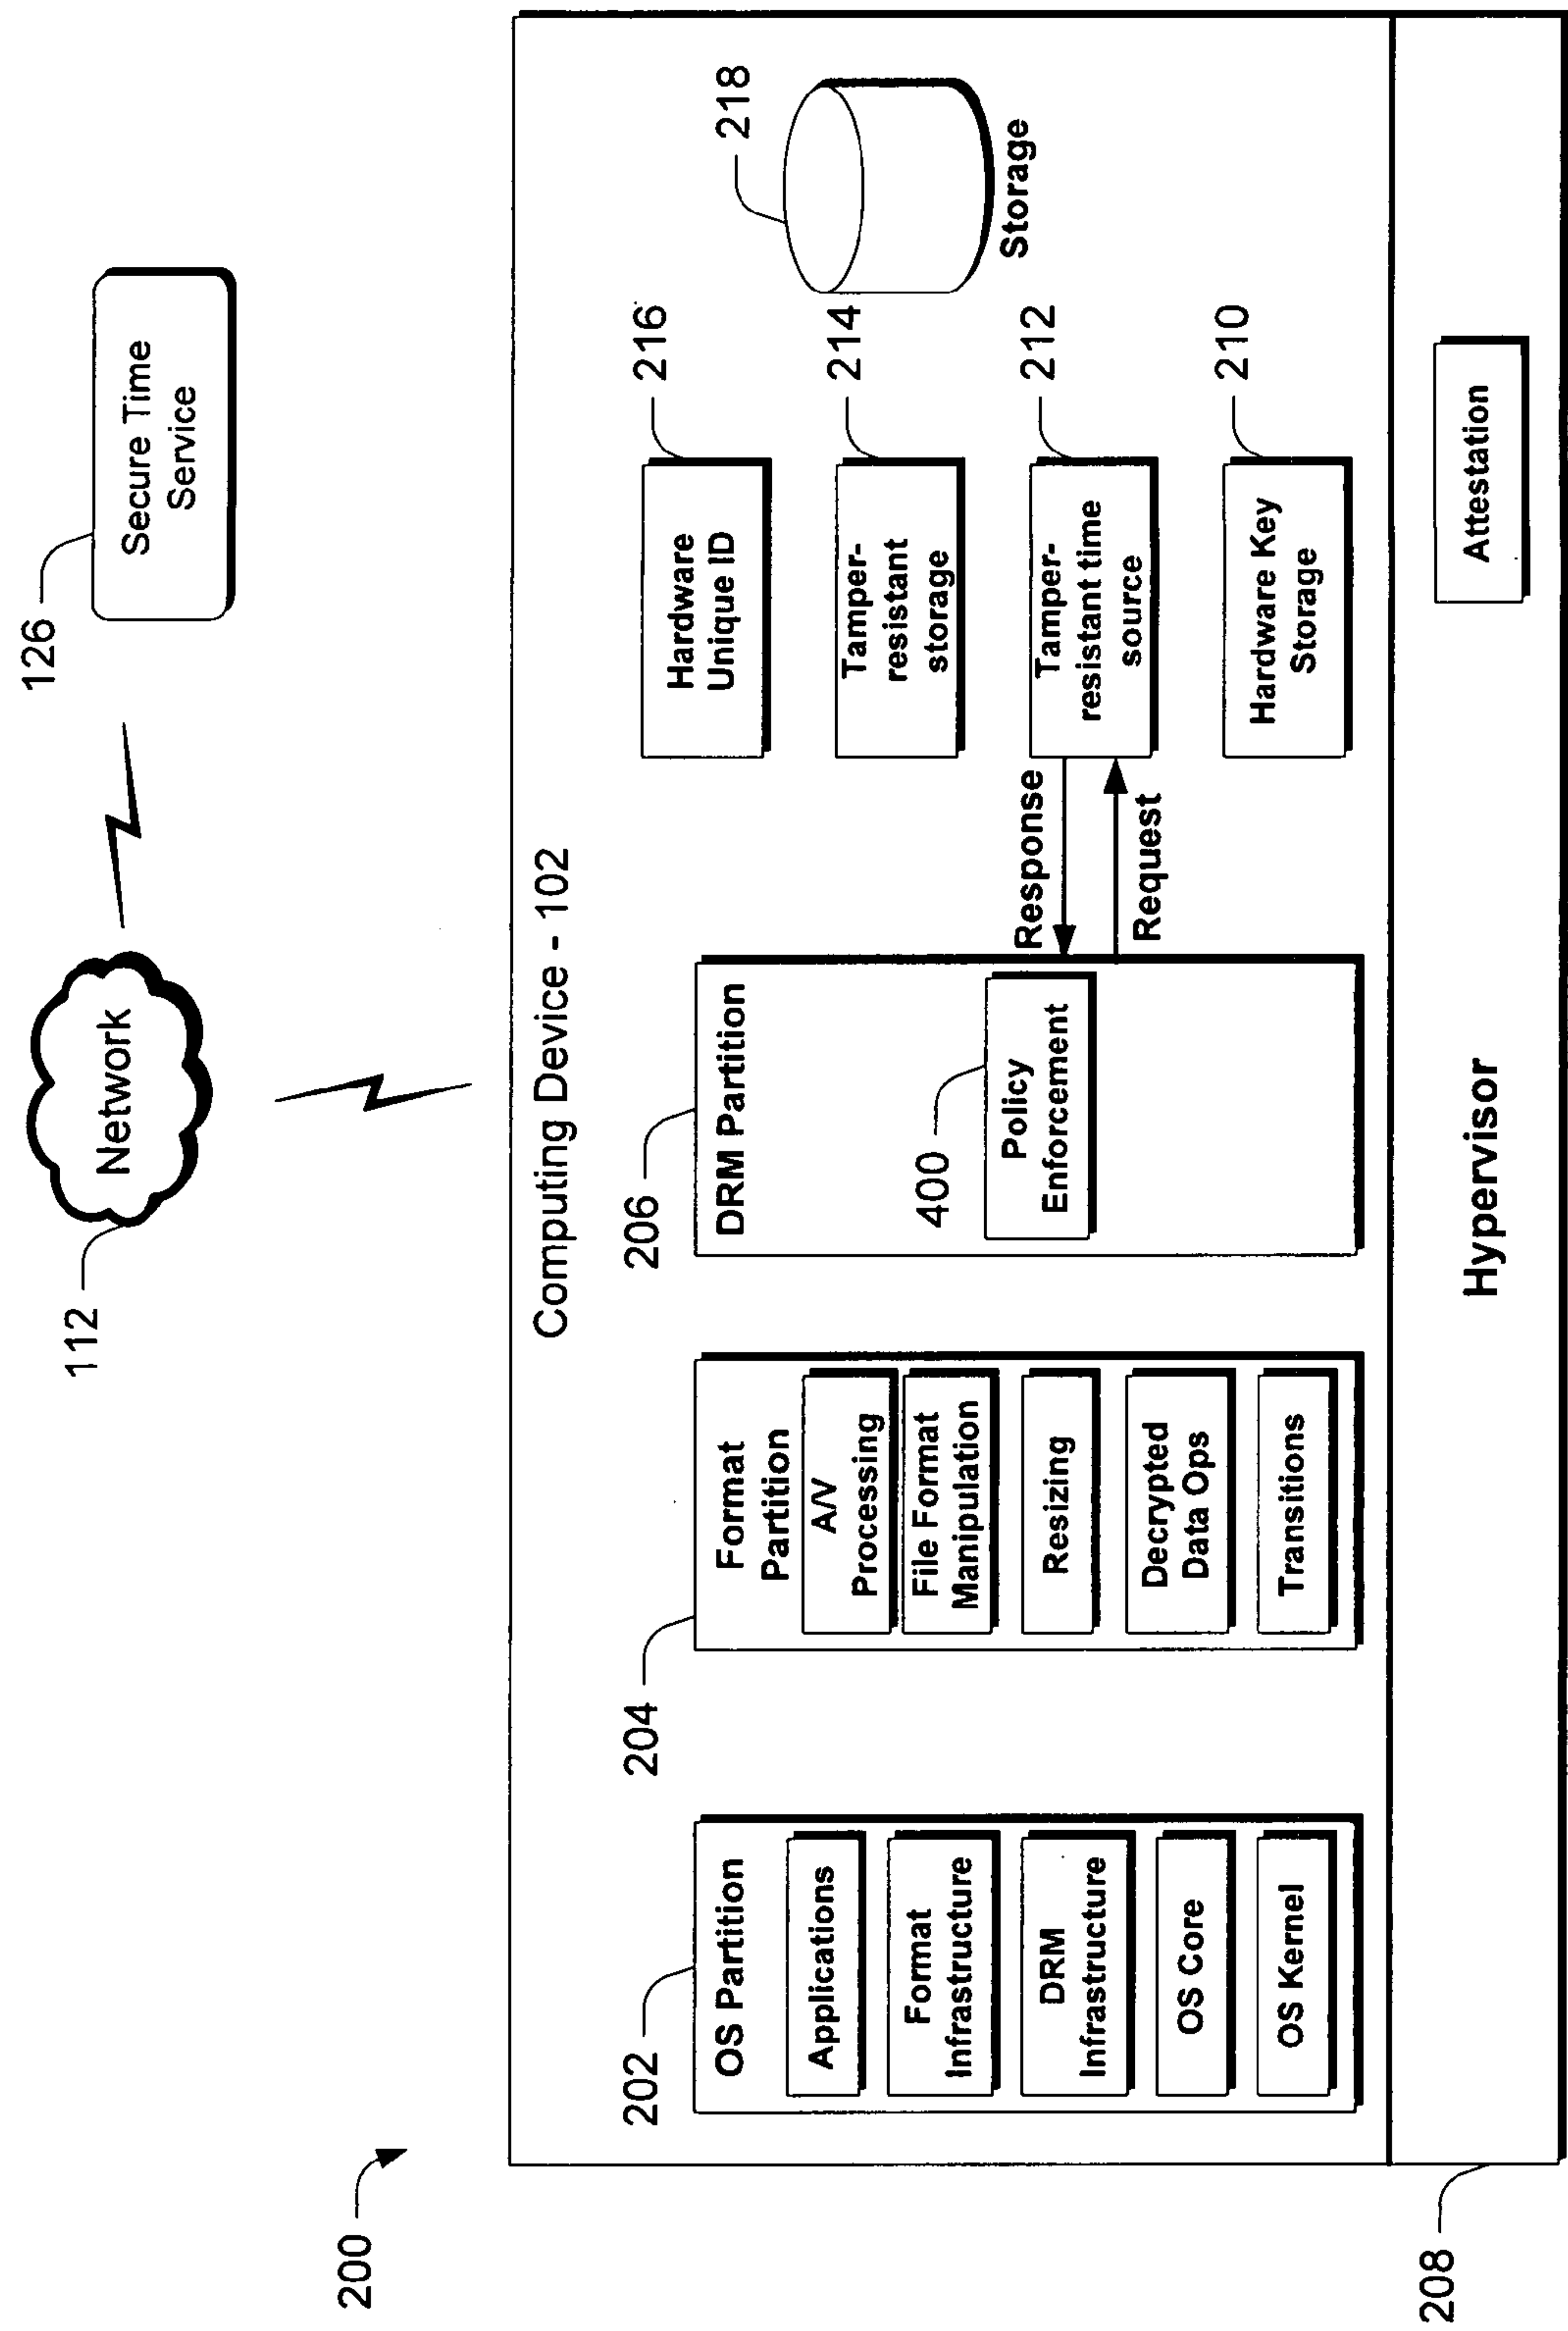 200
112
Network
126
Secure Time
Service
Computing Device - 102
202
OS Partition
Applications
Format
Infrastructure
DRM
Infrastructure
OS Core
OS Kernel
204
Format
Partition
A/V
Processing
File Format
Manipulation
Resizing
Decrypted
Data Ops
Transitions
206
DRM Partition
400
Policy
Enforcement
Response
Request
216
Hardware
Unique ID
214
Tamper-
resistant
storage
212
Tamper-
resistant time
source
210
Hardware Key
Storage
218
Storage
208
Hypervisor
Attestation